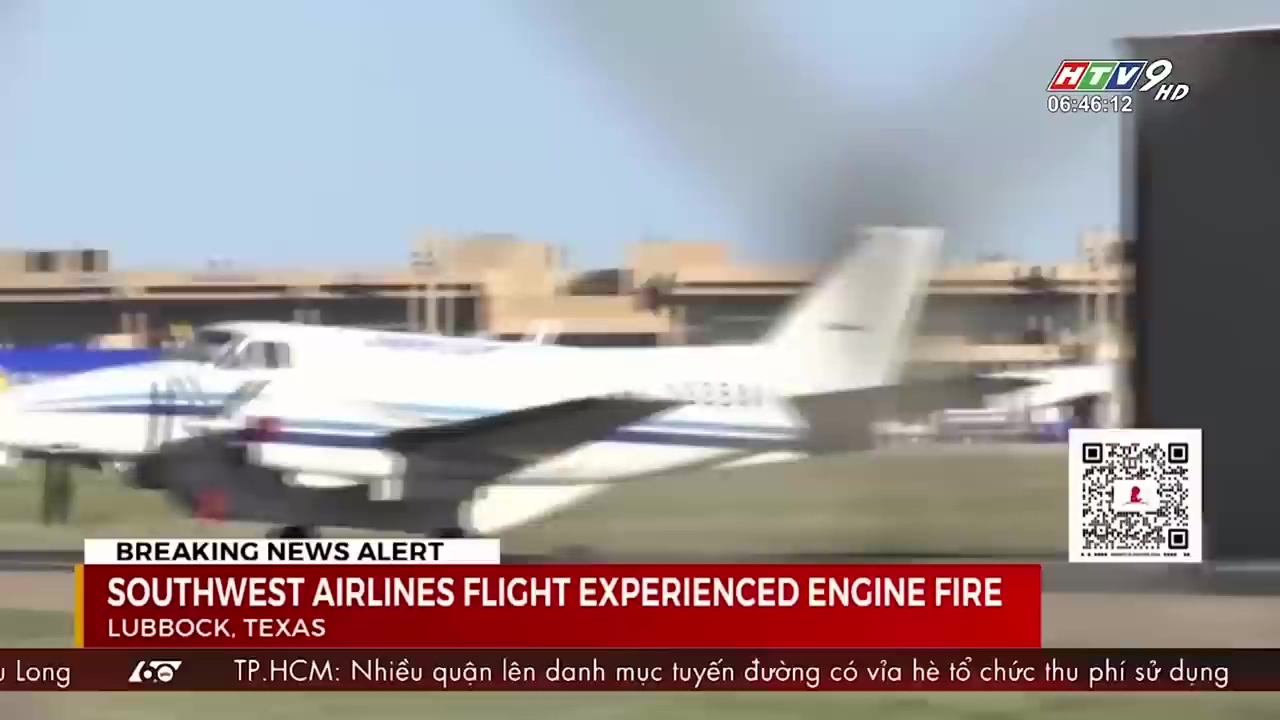 HTV9 HD
06:46:12
BREAKING NEWS ALERT
SOUTHWEST AIRLINES FLIGHT EXPERIENCED ENGINE FIRE
LUBBOCK, TEXAS
Long
60
TP.HCM: Nhiều quận lên danh mục tuyến đường có vỉa hè tổ chức thu phí sử dụng